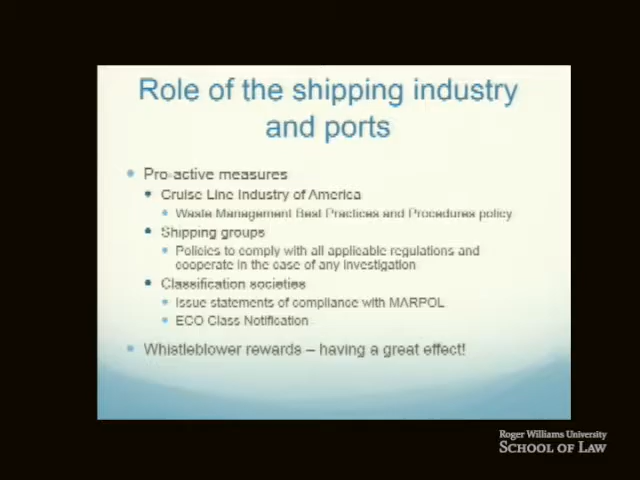 Role of the shipping industry
and ports
Pro-active measures
Cruise Line Industry of America
Waste Management Best Practices and Procedures policy
Shipping groups
Policies to comply with all applicable regulations and
cooperate in the case of any investigation
Classification societies
Issue statements of compliance with MARPOL
ECO Class Notification
Whistleblower rewards – having a great effect!
Roger Williams University
SCHOOL OF LAW